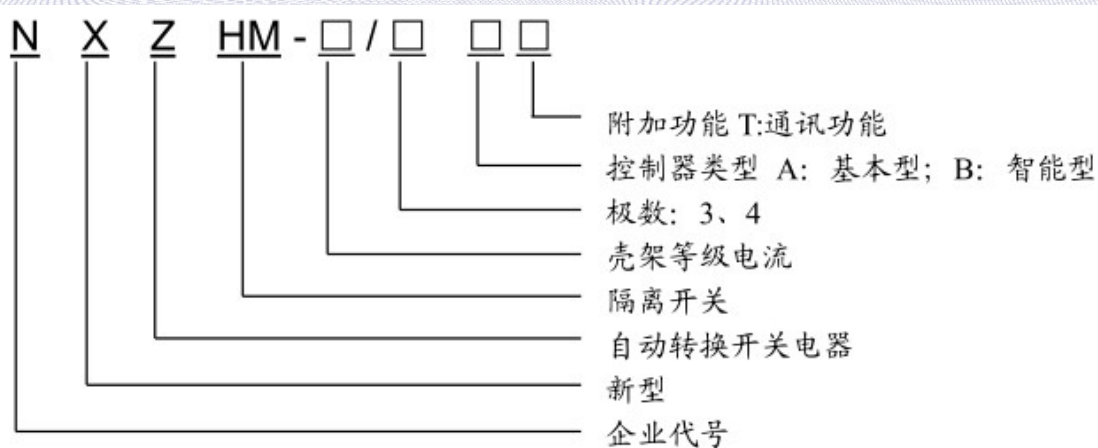 N X Z HM - □ / □ □ □
附加功能 T:通讯功能
控制器类型 A: 基本型; B: 智能型
极数: 3、4
壳架等级电流
隔离开关
自动转换开关电器
新型
企业代号